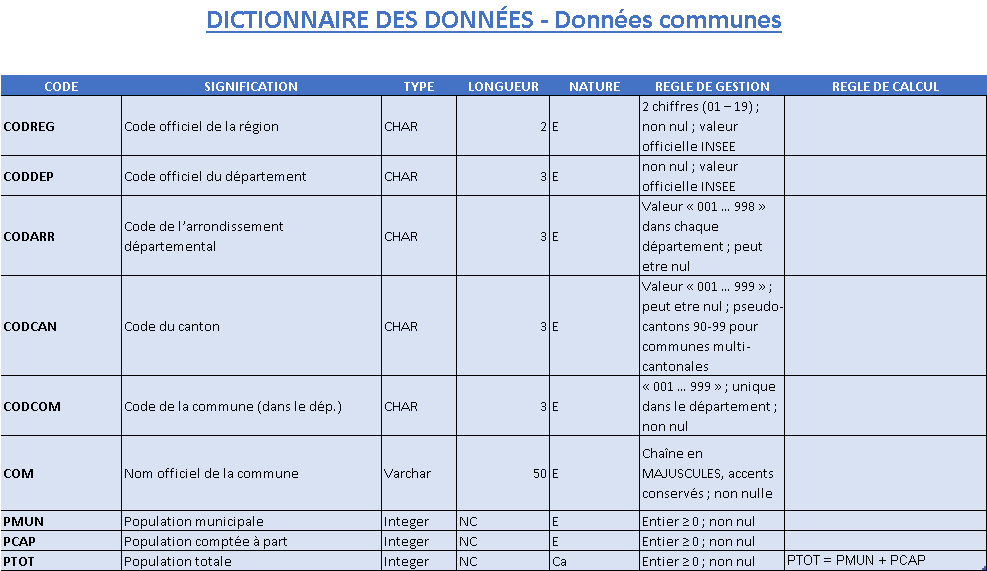 DICTIONNAIRE DES DONNÉES - Données communes
CODE SIGNIFICATION TYPE LONGUEUR NATURE REGLE DE GESTION REGLE DE CALCUL
CODREG Code officiel de la région CHAR 2 E 2 chiffres (01 – 19) ;
non nul ; valeur
officielle INSEE
CODDEP Code officiel du département CHAR 3 E non nul ; valeur
officielle INSEE
CODARR Code de l’arrondissement
départemental CHAR 3 E Valeur « 001 … 998 »
dans chaque
département ; peut
etre nul
CODCAN Code du canton CHAR 3 E Valeur « 001 … 999 » ;
peut etre nul ; pseudo-
cantons 90-99 pour
communes multi-
cantonales
CODCOM Code de la commune (dans le dép.) CHAR 3 E « 001 … 999 » ; unique
dans le département ;
non nul
COM Nom officiel de la commune Varchar 50 E Chaîne en
MAJUSCULES, accents
conservés ; non nulle
PMUN Population municipale Integer NC E Entier ≥ 0 ; non nul
PCAP Population comptée à part Integer NC E Entier ≥ 0 ; non nul
PTOT Population totale Integer NC Ca Entier ≥ 0 ; non nul PTOT = PMUN + PCAP